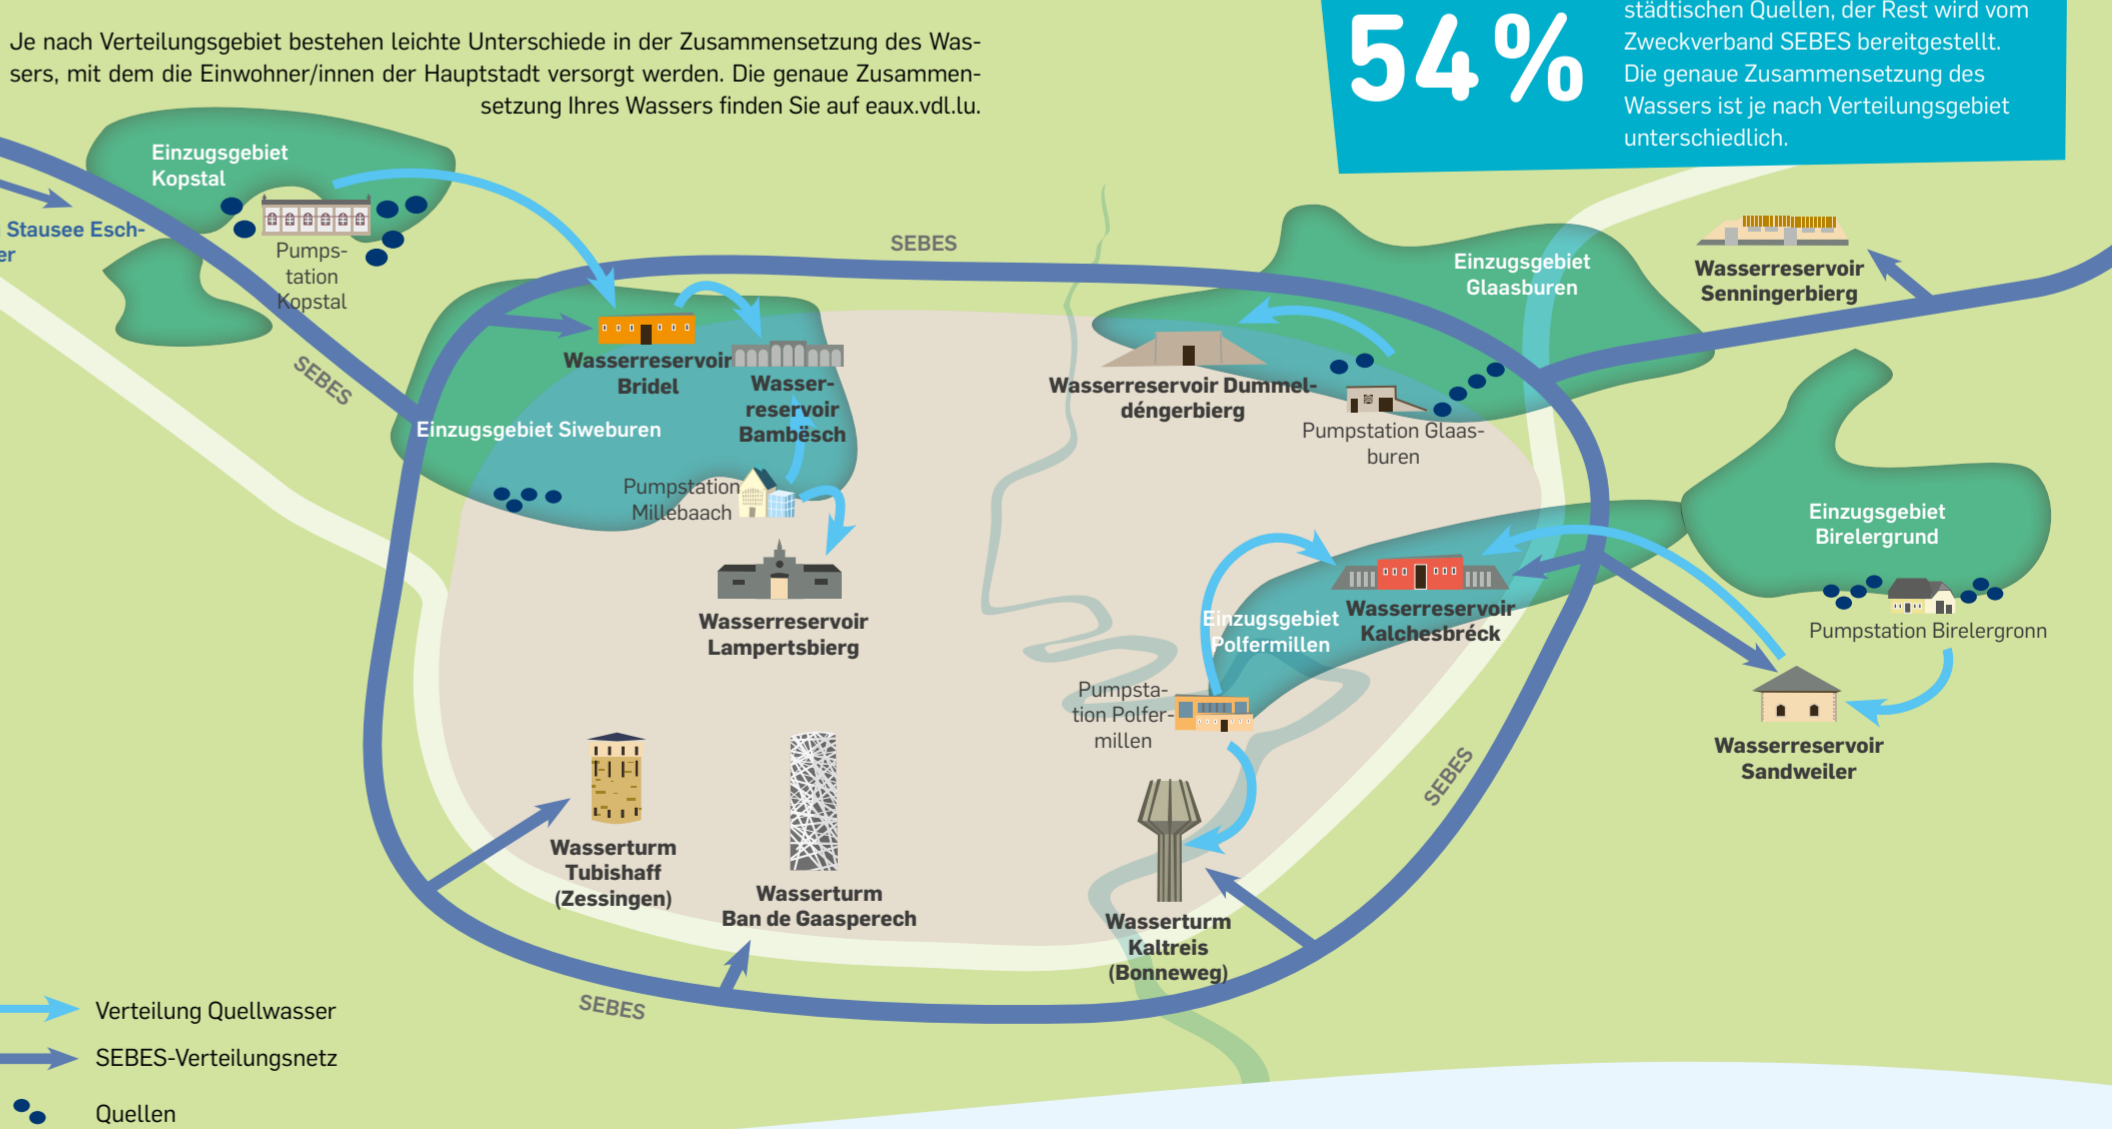 Je nach Verteilungsgebiet bestehen leichte Unterschiede in der Zusammensetzung des Was-
sers, mit dem die Einwohner/innen der Hauptstadt versorgt werden. Die genaue Zusammen-
setzung Ihres Wassers finden Sie auf eaux.vdl.lu.
54 %
städtischen Quellen, der Rest wird vom
Zweckverband SEBES bereitgestellt.
Die genaue Zusammensetzung des
Wassers ist je nach Verteilungsgebiet
unterschiedlich.
Einzugsgebiet
Kopstal
Stausee Esch-
er
Pumps-
tation
Kopstal
SEBES
SEBES
Einzugsgebiet
Glaasburen
Wasserreservoir
Senningerbierg
Wasserreservoir
Bridel
Wasser-
reservoir
Bambësch
Wasserreservoir Dummel-
déngerbierg
Pumpstation Glaas-
buren
Einzugsgebiet Siweburen
Pumpstation
Millebaach
Einzugsgebiet
Birelergrund
Wasserreservoir
Lampertsbierg
Einzugsgebiet
Polfermillen
Wasserreservoir
Kalchesbréck
Pumpstation Birelergronn
Pumpsta-
tion Polfer-
millen
Wasserreservoir
Sandweiler
SEBES
Wasserturm
Tubishaff
(Zessingen)
Wasserturm
Ban de Gaasperech
Wasserturm
Kaltreis
(Bonneweg)
SEBES
Verteilung Quellwasser
SEBES-Verteilungsnetz
Quellen